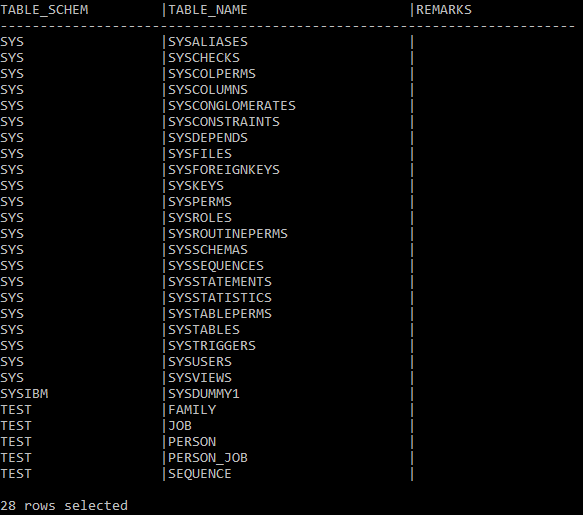 TABLE_SCHEM         |TABLE_NAME                    |REMARKS
------------------------------------------------------------------------
SYS                 |SYSALIASES                    |
SYS                 |SYSCHECKS                     |
SYS                 |SYSCOLPERMS                   |
SYS                 |SYSCOLUMNS                    |
SYS                 |SYSCONGLOMERATES              |
SYS                 |SYSCONSTRAINTS                |
SYS                 |SYSDEPENDS                    |
SYS                 |SYSFILES                      |
SYS                 |SYSFOREIGNKEYS                |
SYS                 |SYSKEYS                       |
SYS                 |SYSPERMS                      |
SYS                 |SYSROLES                      |
SYS                 |SYSROUTINEPERMS               |
SYS                 |SYSSCHEMAS                    |
SYS                 |SYSSEQUENCES                  |
SYS                 |SYSSTATEMENTS                 |
SYS                 |SYSSTATISTICS                 |
SYS                 |SYSTABLEPERMS                 |
SYS                 |SYSTABLES                     |
SYS                 |SYSTRIGGERS                   |
SYS                 |SYSUSERS                      |
SYS                 |SYSVIEWS                      |
SYSIBM              |SYSDUMMY1                     |
TEST                |FAMILY                        |
TEST                |JOB                           |
TEST                |PERSON                        |
TEST                |PERSON_JOB                    |
TEST                |SEQUENCE                      |
28 rows selected